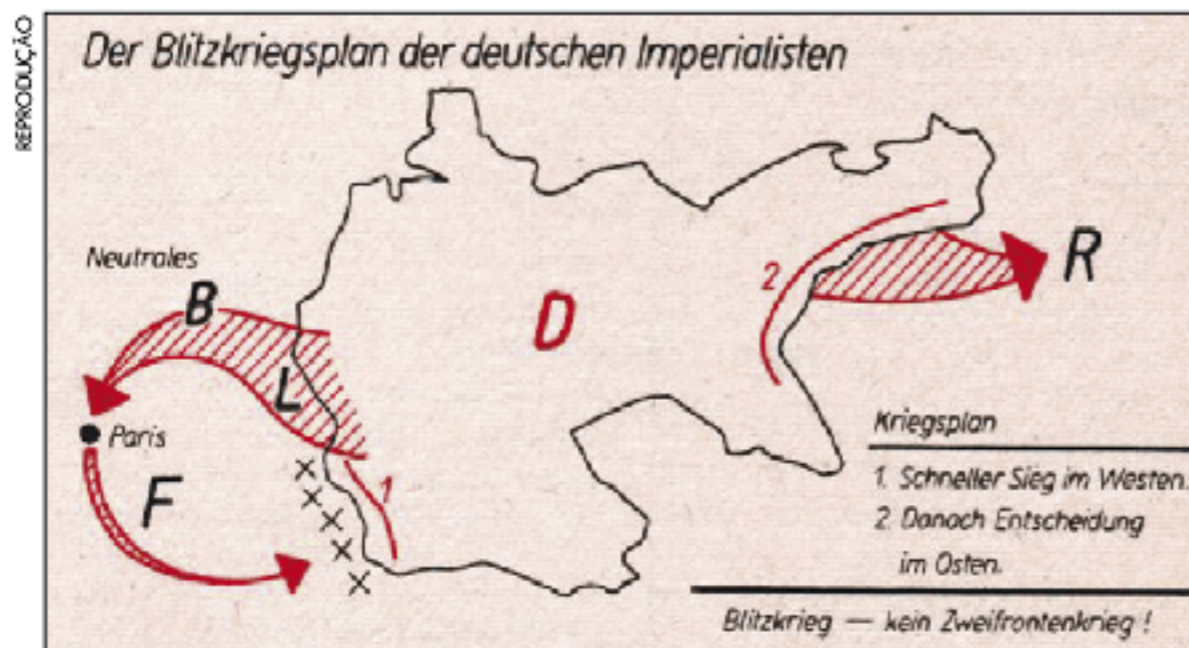 REPRODUÇÃO
Der Blitzkriegsplan der deutschen Imperialisten
Neutrales
B
L
Paris
F
1
D
2
R
Kriegsplan
1. Schneller Sieg im Westen.
2. Danach Entscheidung
im Osten.
Blitzkrieg — kein Zweifrontenkrieg !